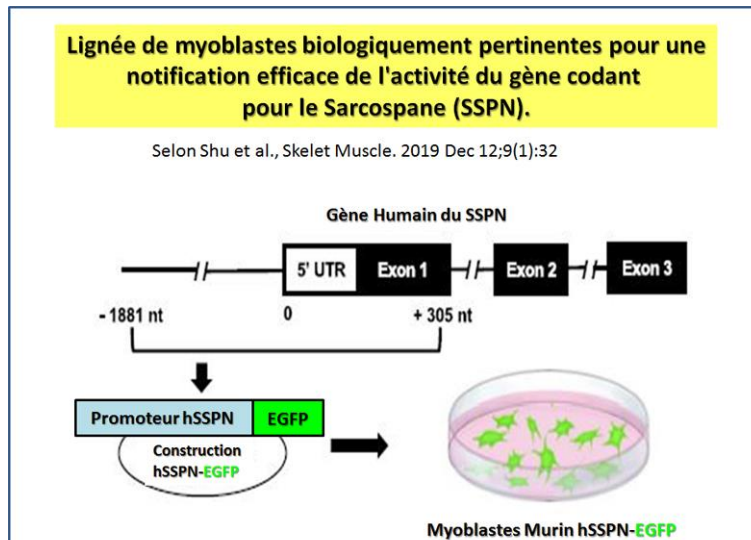 Lignée de myoblastes biologiquement pertinentes pour une
notification efficace de l'activité du gène codant
pour le Sarcospane (SSPN).
Selon Shu et al., Skelet Muscle. 2019 Dec 12;9(1):32
Gène Humain du SSPN
5' UTR Exon 1 Exon 2 Exon 3
- 1881 nt 0 + 305 nt
Promoteur hSSPN EGFP
Construction
hSSPN-EGFP
Myoblastes Murin hSSPN-EGFP